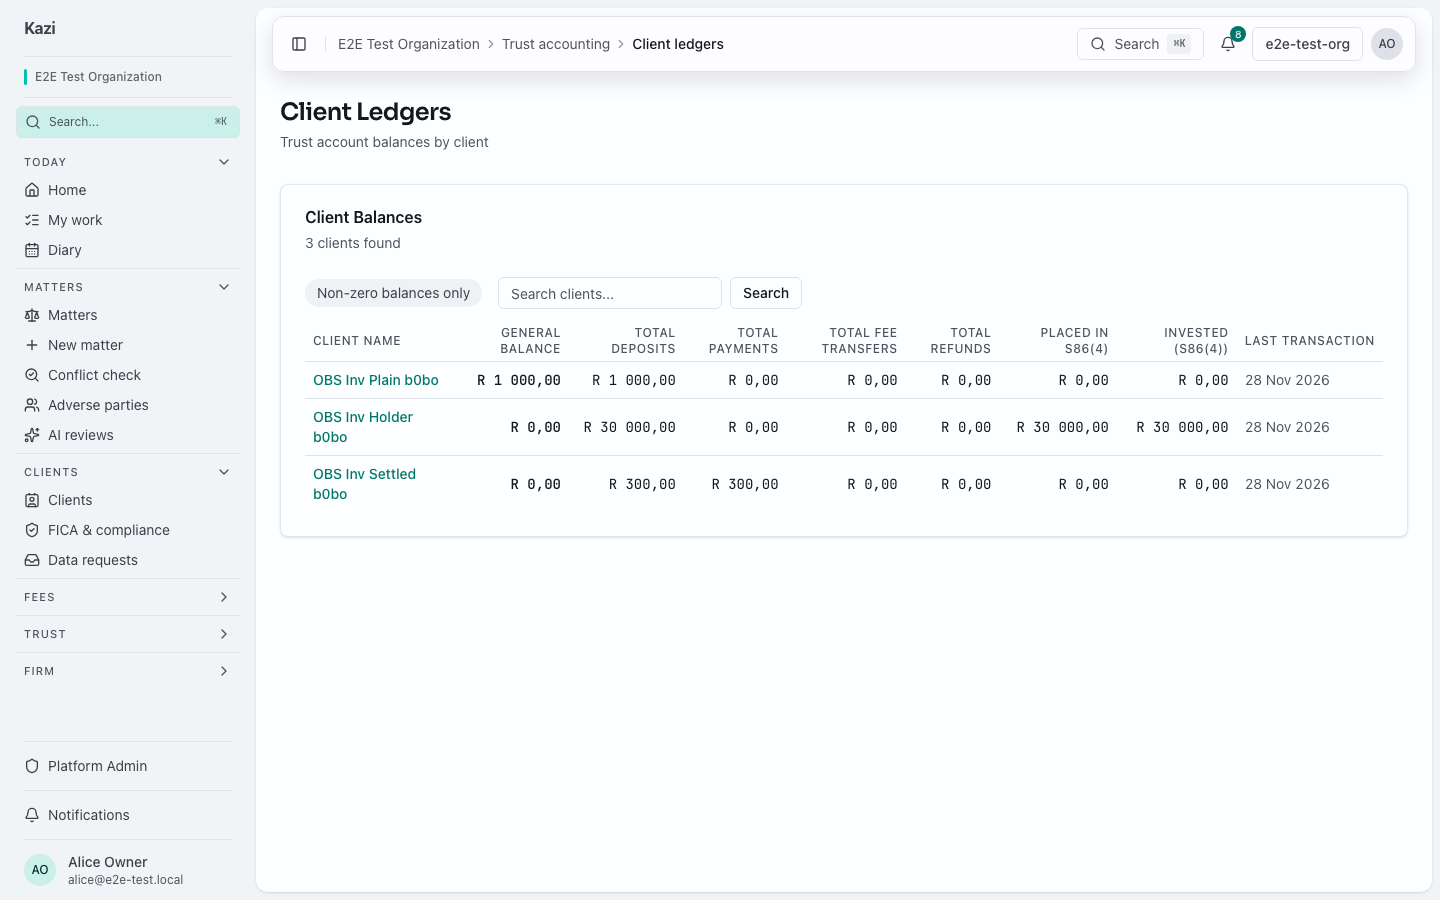 Kazi
E2E Test Organization
Search...
⌘K
TODAY
Home
My work
Diary
MATTERS
Matters
New matter
Conflict check
Adverse parties
AI reviews
CLIENTS
Clients
FICA & compliance
Data requests
FEES
TRUST
FIRM
Platform Admin
Notifications
AO
Alice Owner
alice@e2e-test.local
E2E Test Organization > Trust accounting > Client ledgers
Search ⌘K
8
e2e-test-org
AO
Client Ledgers
Trust account balances by client
Client Balances
3 clients found
Non-zero balances only
Search clients...
Search
CLIENT NAME GENERAL BALANCE TOTAL DEPOSITS TOTAL PAYMENTS TOTAL FEE TRANSFERS TOTAL REFUNDS PLACED IN S86(4) INVESTED (S86(4)) LAST TRANSACTION
OBS Inv Plain b0bo R 1 000,00 R 1 000,00 R 0,00 R 0,00 R 0,00 R 0,00 R 0,00 28 Nov 2026
OBS Inv Holder b0bo R 0,00 R 30 000,00 R 0,00 R 0,00 R 0,00 R 30 000,00 R 30 000,00 28 Nov 2026
OBS Inv Settled b0bo R 0,00 R 300,00 R 300,00 R 0,00 R 0,00 R 0,00 R 0,00 28 Nov 2026